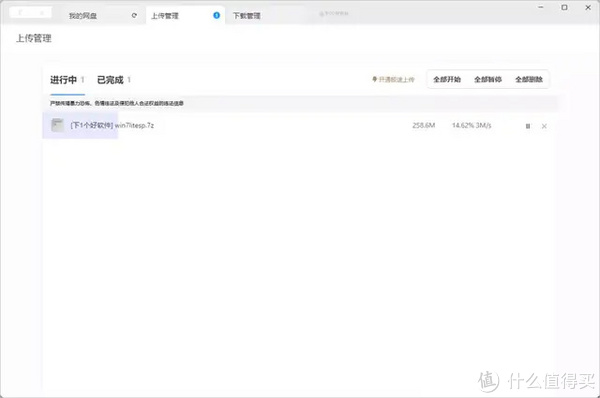 我的网盘 上传管理 1 下载管理
上传管理
进行中 1 已完成 1 开通极速上传 全部开始 全部暂停 全部删除
严禁传播暴力恐怖、色情违法及侵犯他人合法权益的违法信息
[下1个好软件] win7litesp.7z 258.6M 14.62% 3M/s
值 什么值得买